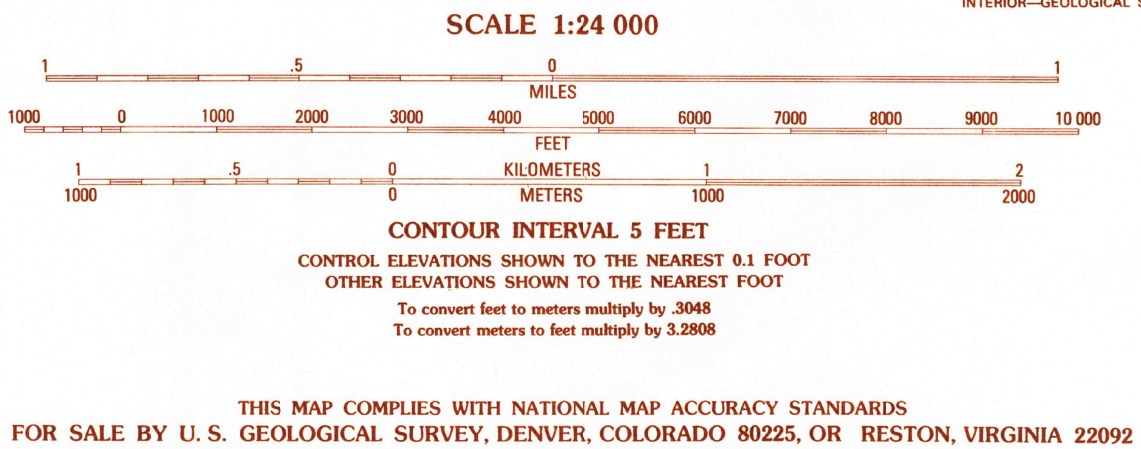 INTERIOR—GEOLOGICAL
SCALE 1:24 000
1 .5 0 1
MILES
1000 0 1000 2000 3000 4000 5000 6000 7000 8000 9000 10 000
FEET
1 .5 0 KILOMETERS 1 2
1000 0 METERS 1000 2000
CONTOUR INTERVAL 5 FEET
CONTROL ELEVATIONS SHOWN TO THE NEAREST 0.1 FOOT
OTHER ELEVATIONS SHOWN TO THE NEAREST FOOT
To convert feet to meters multiply by .3048
To convert meters to feet multiply by 3.2808
THIS MAP COMPLIES WITH NATIONAL MAP ACCURACY STANDARDS
FOR SALE BY U. S. GEOLOGICAL SURVEY, DENVER, COLORADO 80225, OR RESTON, VIRGINIA 22092